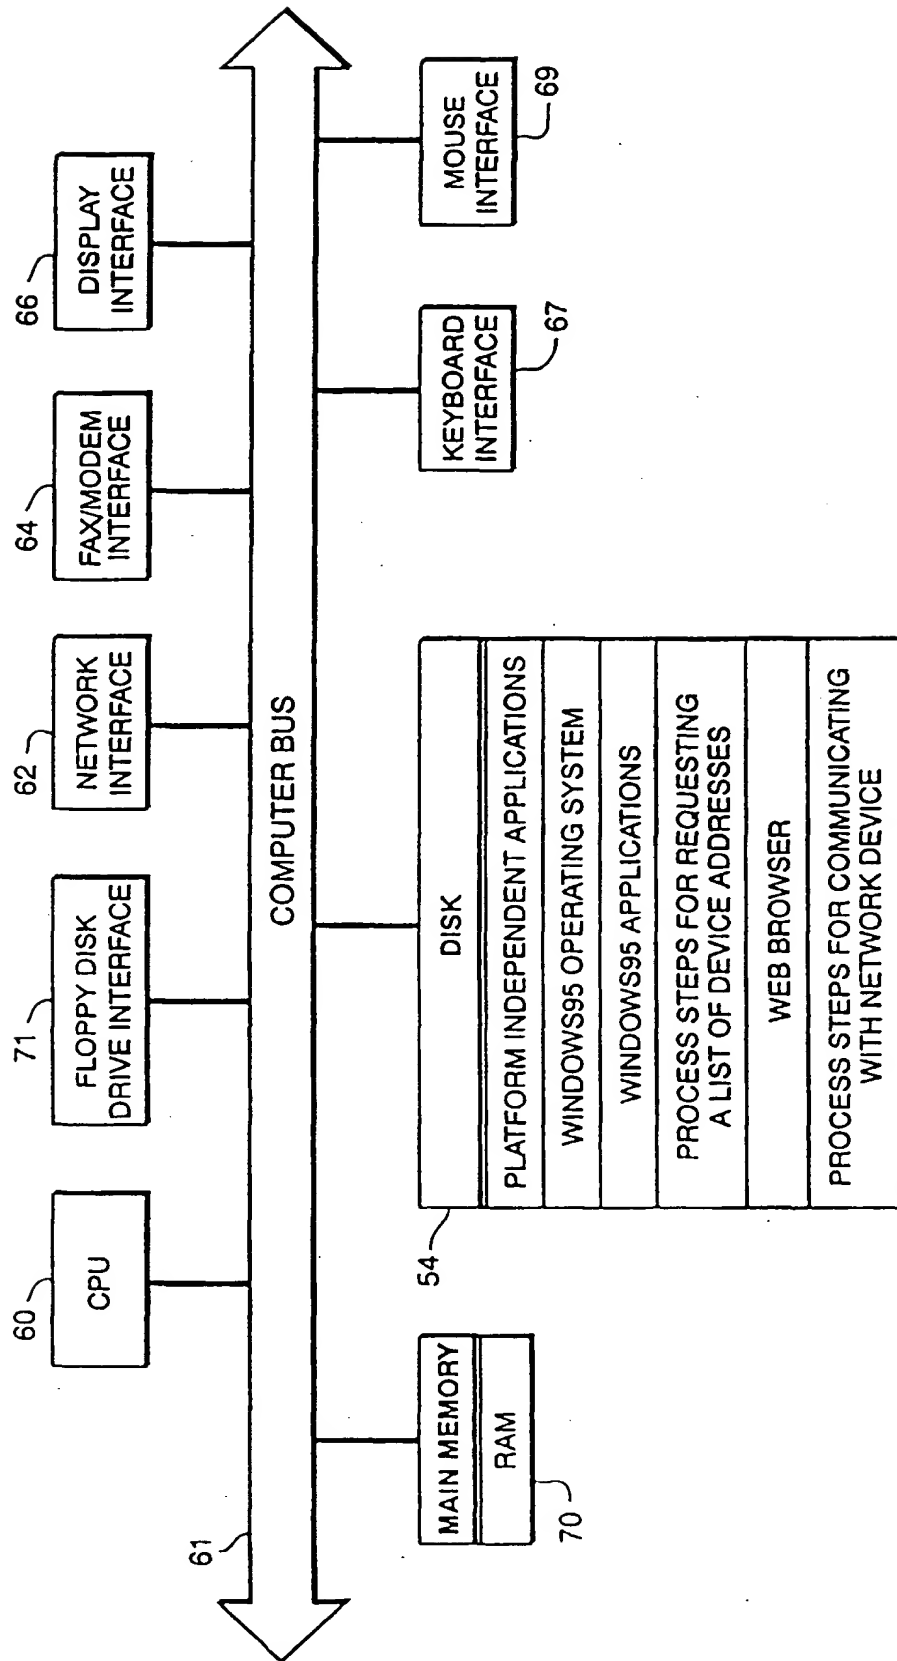 60
CPU
71
FLOPPY DISK
DRIVE INTERFACE
62
NETWORK
INTERFACE
64
FAX/MODEM
INTERFACE
66
DISPLAY
INTERFACE
61
COMPUTER BUS
MAIN MEMORY
RAM
70
54
DISK
PLATFORM INDEPENDENT APPLICATIONS
WINDOWS95 OPERATING SYSTEM
WINDOWS95 APPLICATIONS
PROCESS STEPS FOR REQUESTING
A LIST OF DEVICE ADDRESSES
WEB BROWSER
PROCESS STEPS FOR COMMUNICATING
WITH NETWORK DEVICE
KEYBOARD
INTERFACE
67
MOUSE
INTERFACE
69